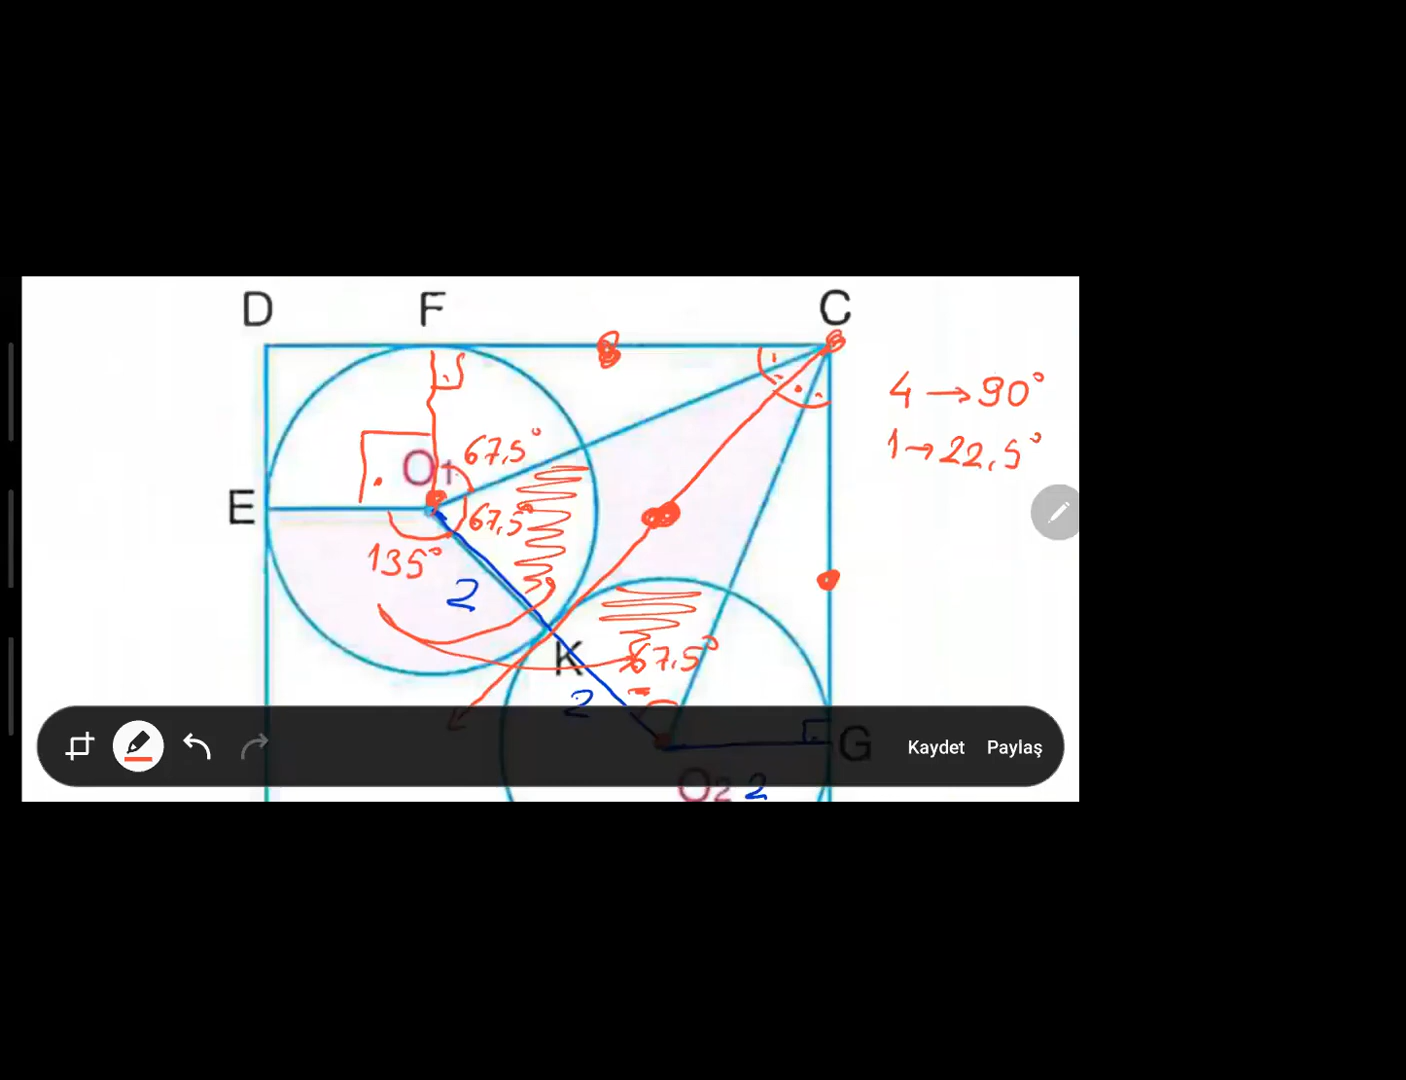 D F C
4 → 90°
1 → 22,5°
O1 67,5°
E
67,5°
135°
2
K 67,5°
2
G Kaydet Paylaş
O2 2